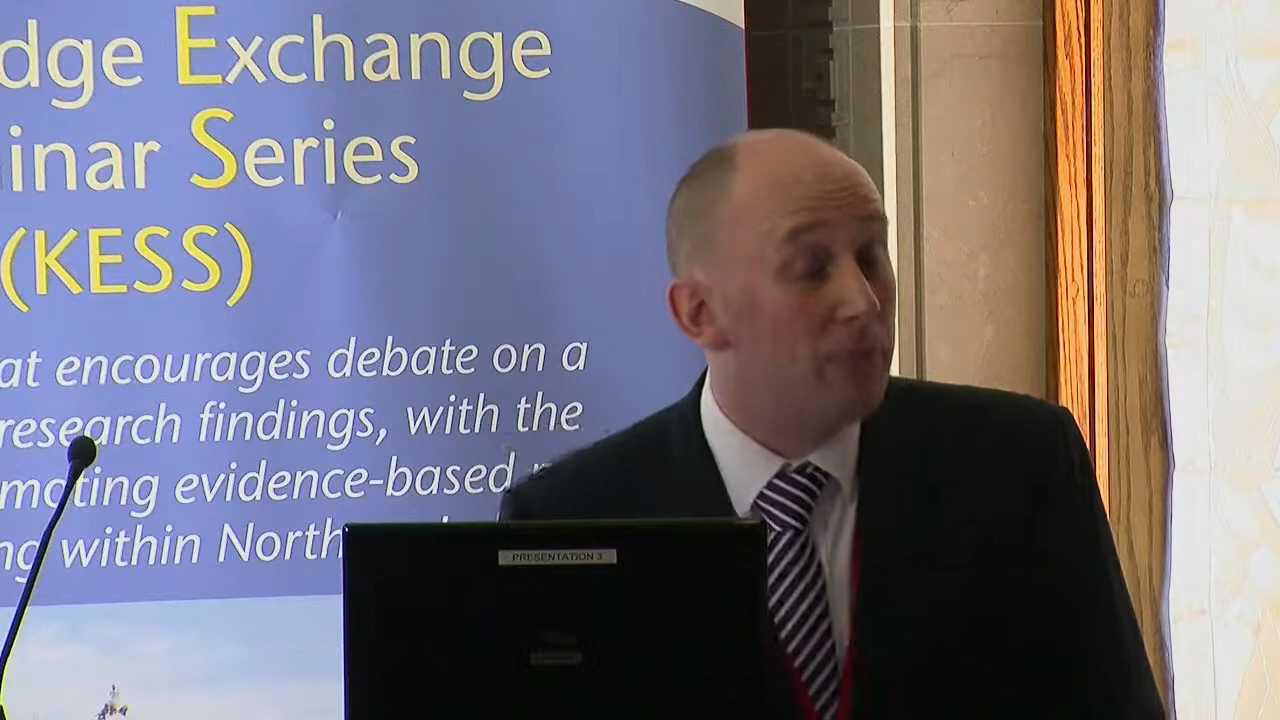 dge Exchange
inar Series
(KESS)
at encourages debate on a
research findings, with the
moting evidence-based
ng within North
PRESENTATION 3